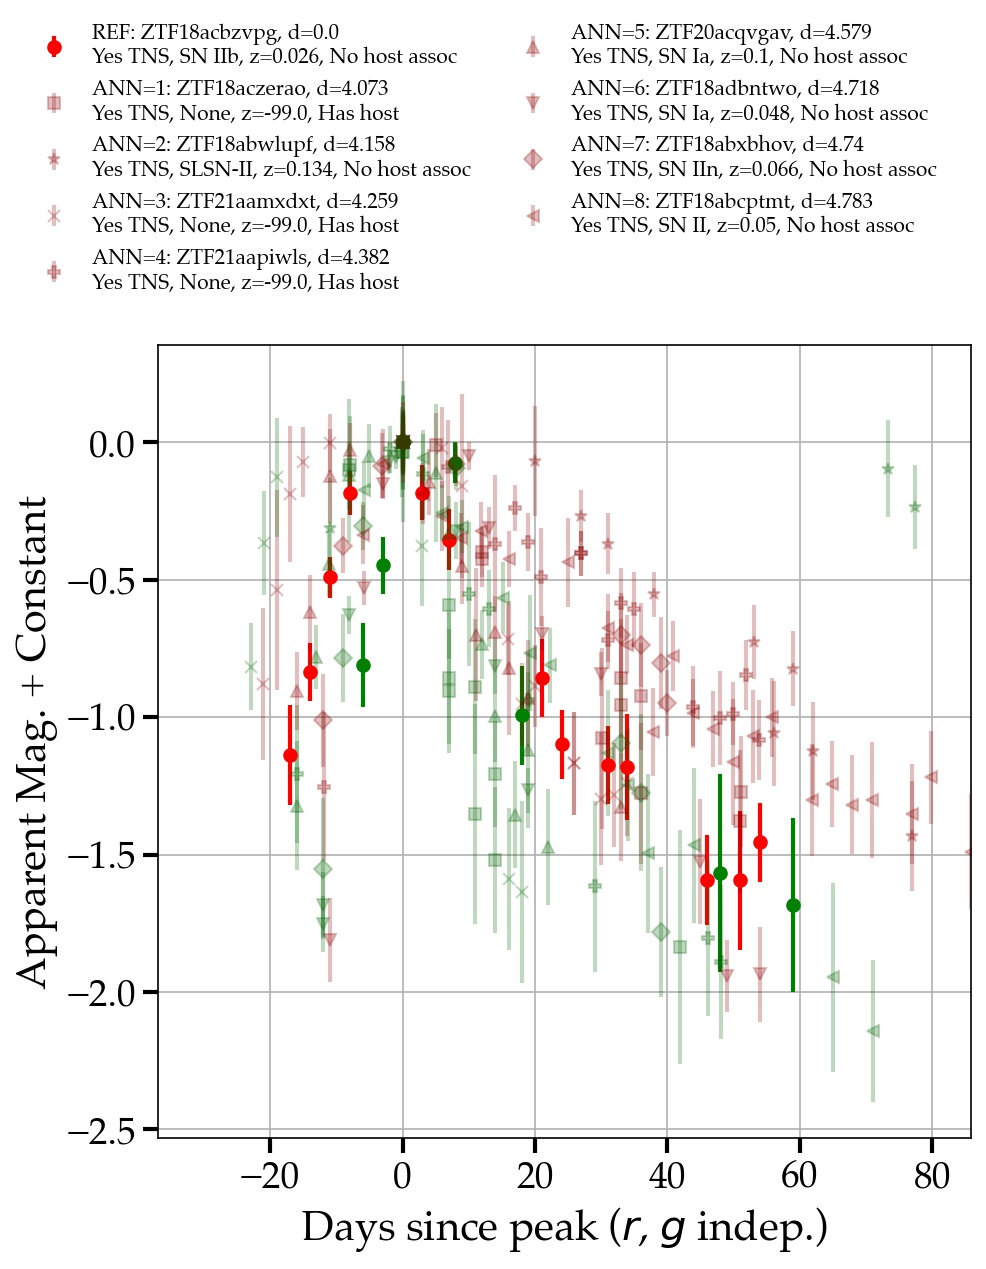 REF: ZTF18acbzvpg, d=0.0
Yes TNS, SN IIb, z=0.026, No host assoc
ANN=1: ZTF18aczerao, d=4.073
Yes TNS, None, z=-99.0, Has host
ANN=2: ZTF18abwlupf, d=4.158
Yes TNS, SLSN-II, z=0.134, No host assoc
ANN=3: ZTF21aamxdxt, d=4.259
Yes TNS, None, z=-99.0, Has host
ANN=4: ZTF21aapiwls, d=4.382
Yes TNS, None, z=-99.0, Has host
ANN=5: ZTF20acqvgav, d=4.579
Yes TNS, SN Ia, z=0.1, No host assoc
ANN=6: ZTF18adbntwo, d=4.718
Yes TNS, SN Ia, z=0.048, No host assoc
ANN=7: ZTF18abxbhov, d=4.74
Yes TNS, SN IIn, z=0.066, No host assoc
ANN=8: ZTF18abcptmt, d=4.783
Yes TNS, SN II, z=0.05, No host assoc
Apparent Mag. + Constant
0.0
−0.5
−1.0
−1.5
−2.0
−2.5
−20
0
20
40
60
80
Days since peak (r, g indep.)